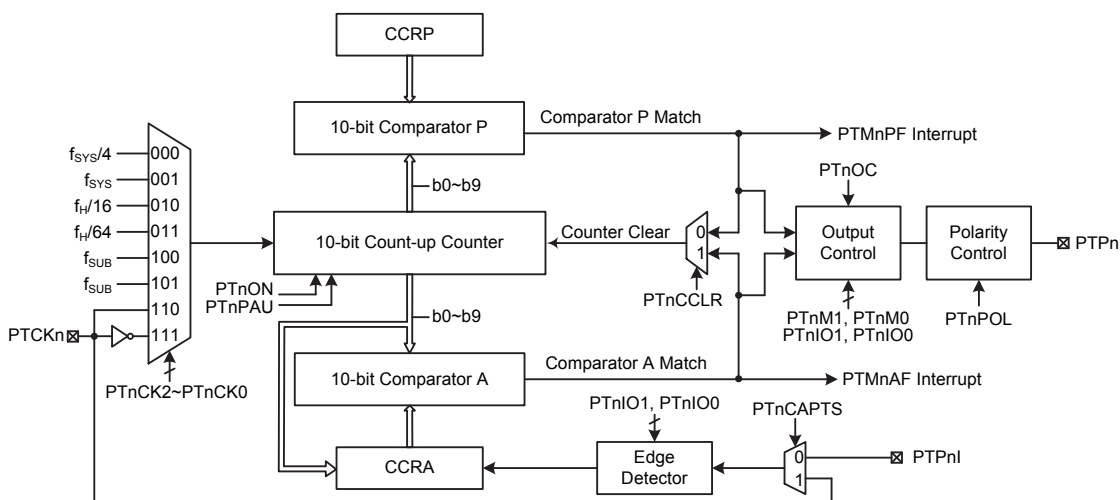 CCRP
10-bit Comparator P
Comparator P Match
PTMnPF Interrupt
b0~b9
fSYS/4
000
fSYS
001
fH/16
010
fH/64
011
fSUB
100
fSUB
101
110
111
PTCKn
PTnCK2~PTnCK0
10-bit Count-up Counter
PTnON
PTnPAU
Counter Clear
0
1
PTnCCLR
PTnOC
Output
Control
PTnM1, PTnM0
PTnIO1, PTnIO0
Polarity
Control
PTnPOL
PTPn
b0~b9
10-bit Comparator A
Comparator A Match
PTMnAF Interrupt
CCRA
PTnIO1, PTnIO0
Edge
Detector
PTnCAPTS
0
1
PTPnI